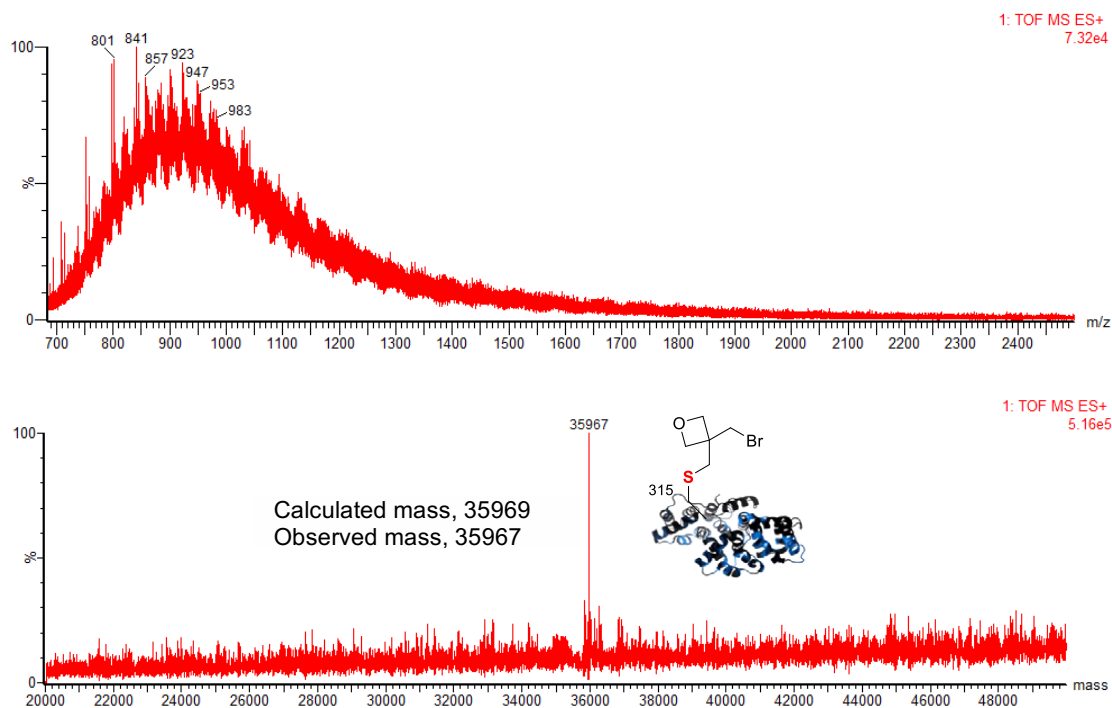 1: TOF MS ES+
7.32e4
100
801 841
857 923
947
953
983
%
0
700 800 900 1000 1100 1200 1300 1400 1500 1600 1700 1800 1900 2000 2100 2200 2300 2400
m/z
1: TOF MS ES+
5.16e5
100
35967
O
Br
S
315
Calculated mass, 35969
Observed mass, 35967
%
0
20000 22000 24000 26000 28000 30000 32000 34000 36000 38000 40000 42000 44000 46000 48000
mass